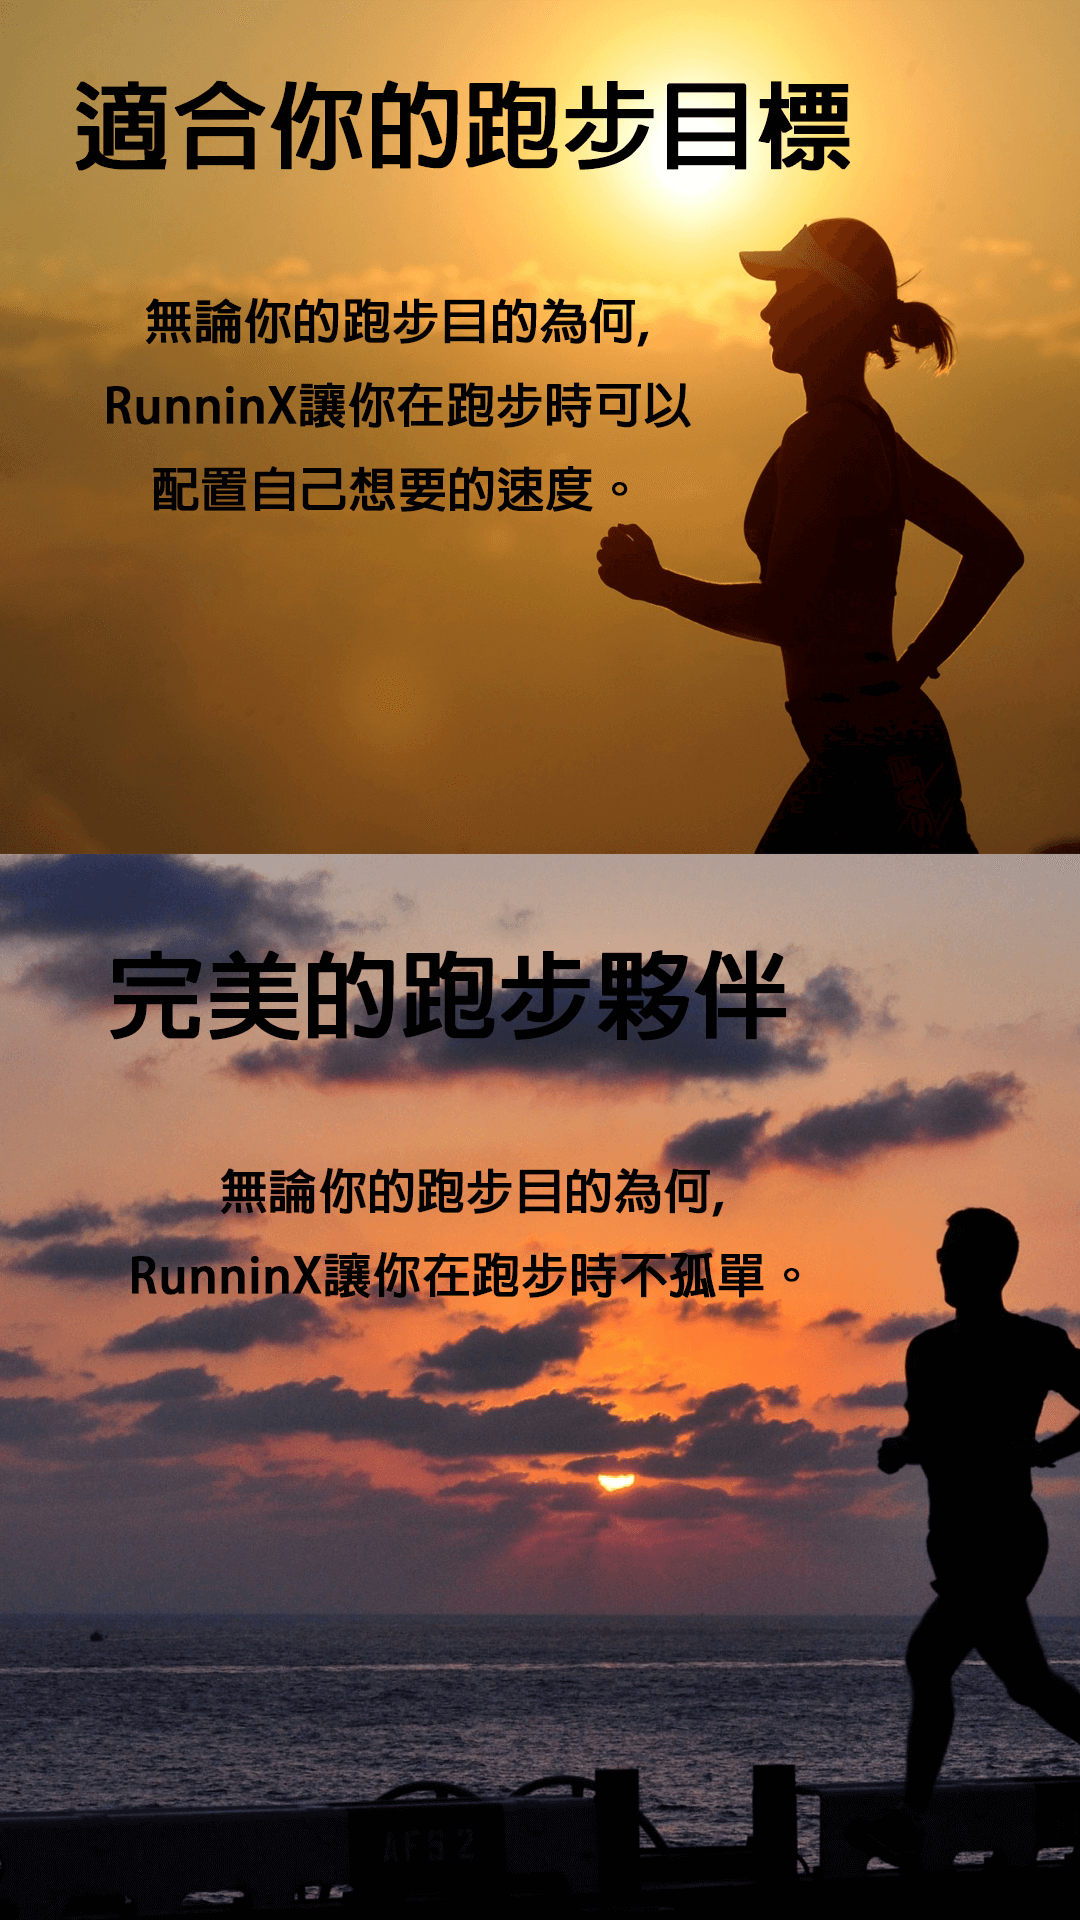 適合你的跑步目標
無論你的跑步目的為何,
RunninX讓你在跑步時可以
配置自己想要的速度。
完美的跑步夥伴
無論你的跑步目的為何,
RunninX讓你在跑步時不孤單。
AFS 2